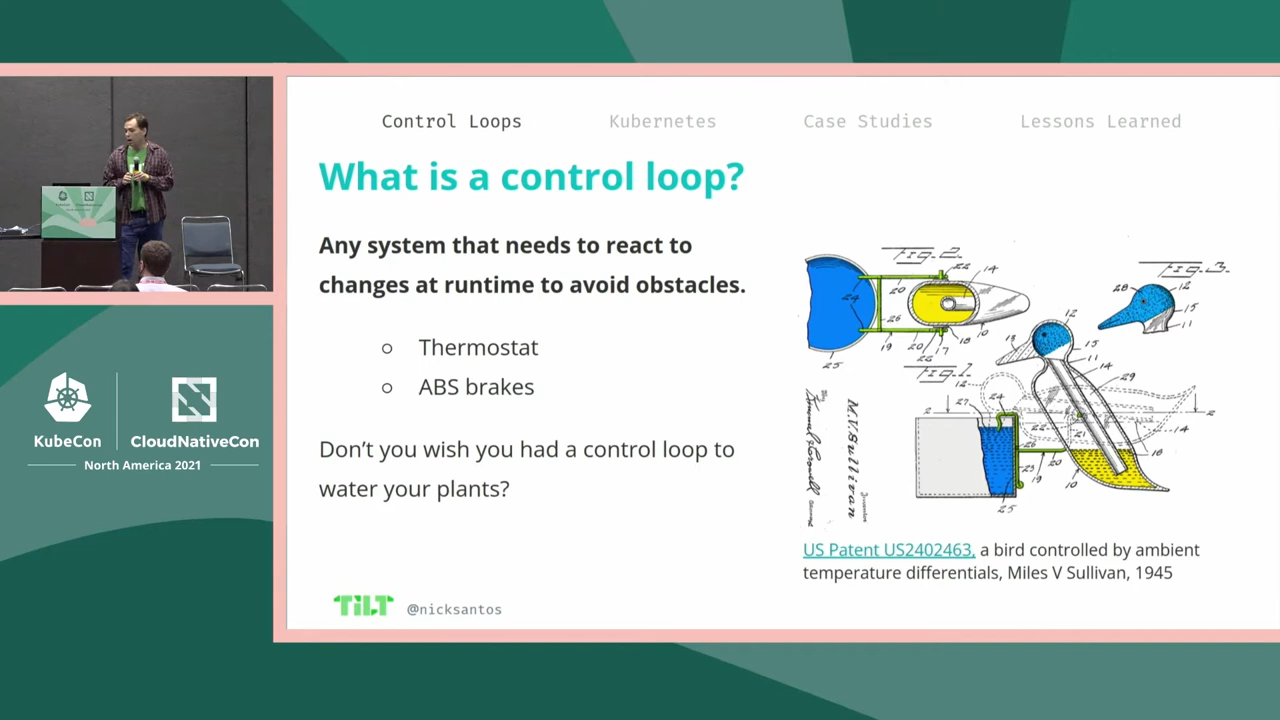 Control Loops
Kubernetes
Case Studies
Lessons Learned
What is a control loop?
Any system that needs to react to
changes at runtime to avoid obstacles.
Thermostat
ABS brakes
Don't you wish you had a control loop to
water your plants?
Fig. 2.
Fig. 3.
Fig. 1.
M.V. Sullivan
Inventor
By
US Patent US2402463, a bird controlled by ambient
temperature differentials, Miles V Sullivan, 1945
TILT
@nicksantos
KubeCon
CloudNativeCon
North America 2021